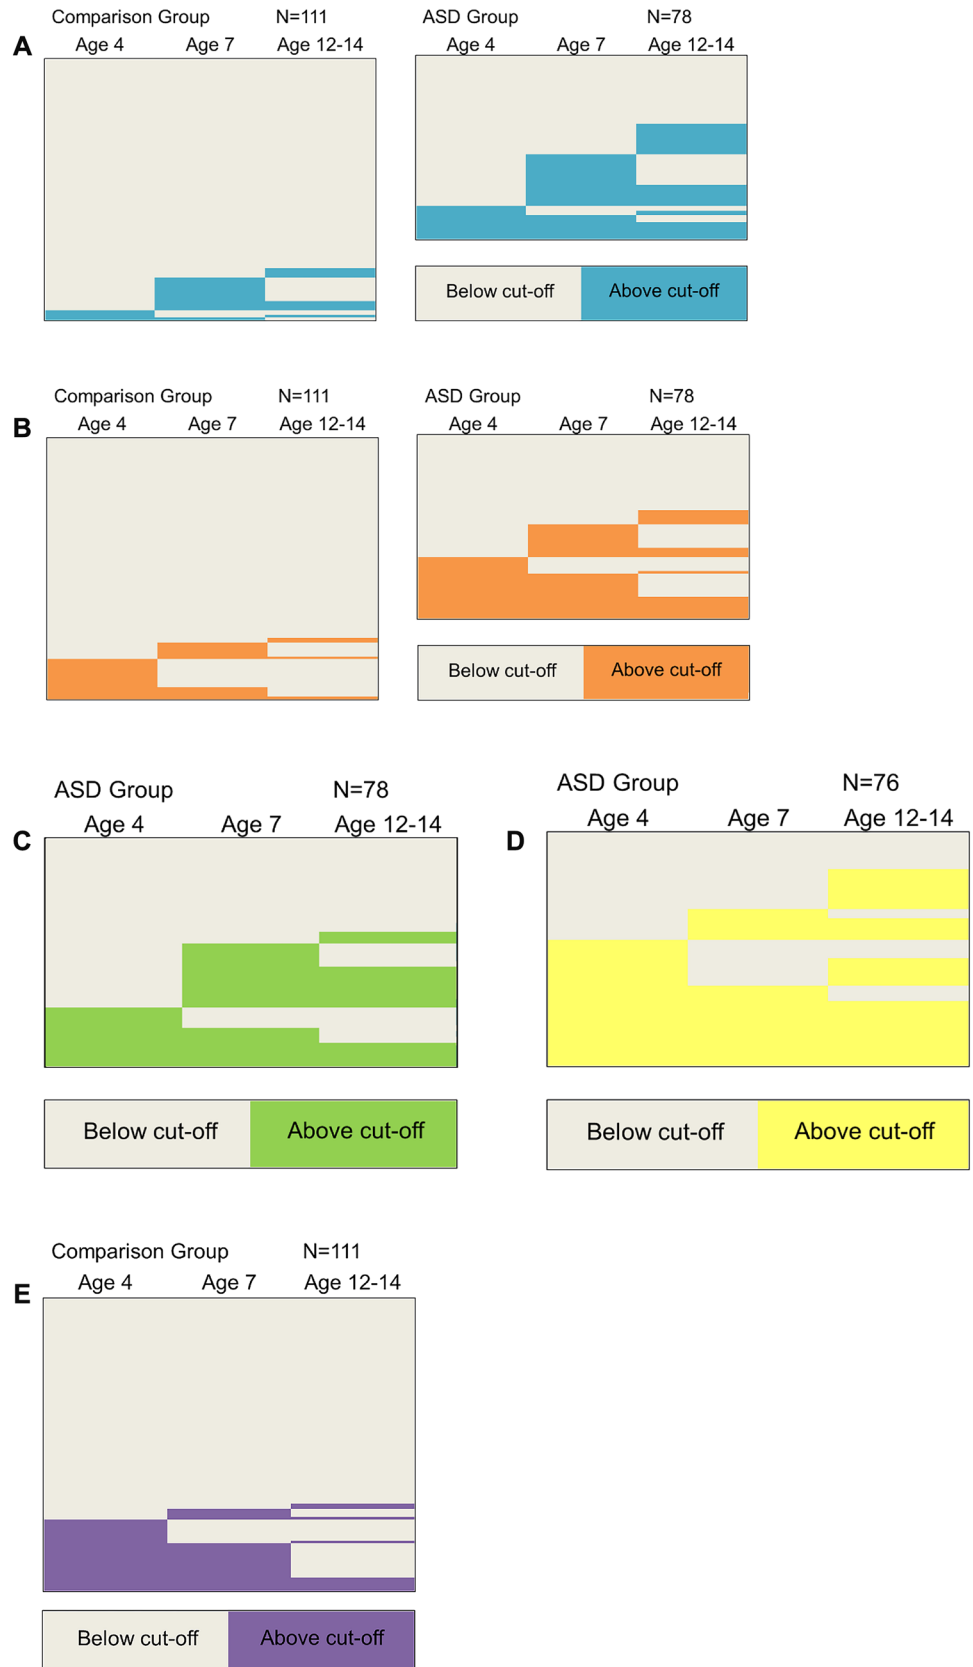 A
Comparison Group N=111
Age 4 Age 7 Age 12-14
ASD Group N=78
Age 4 Age 7 Age 12-14
Below cut-off Above cut-off
B
Comparison Group N=111
Age 4 Age 7 Age 12-14
ASD Group N=78
Age 4 Age 7 Age 12-14
Below cut-off Above cut-off
C
ASD Group N=78
Age 4 Age 7 Age 12-14
Below cut-off Above cut-off
D
ASD Group N=76
Age 4 Age 7 Age 12-14
Below cut-off Above cut-off
E
Comparison Group N=111
Age 4 Age 7 Age 12-14
Below cut-off Above cut-off